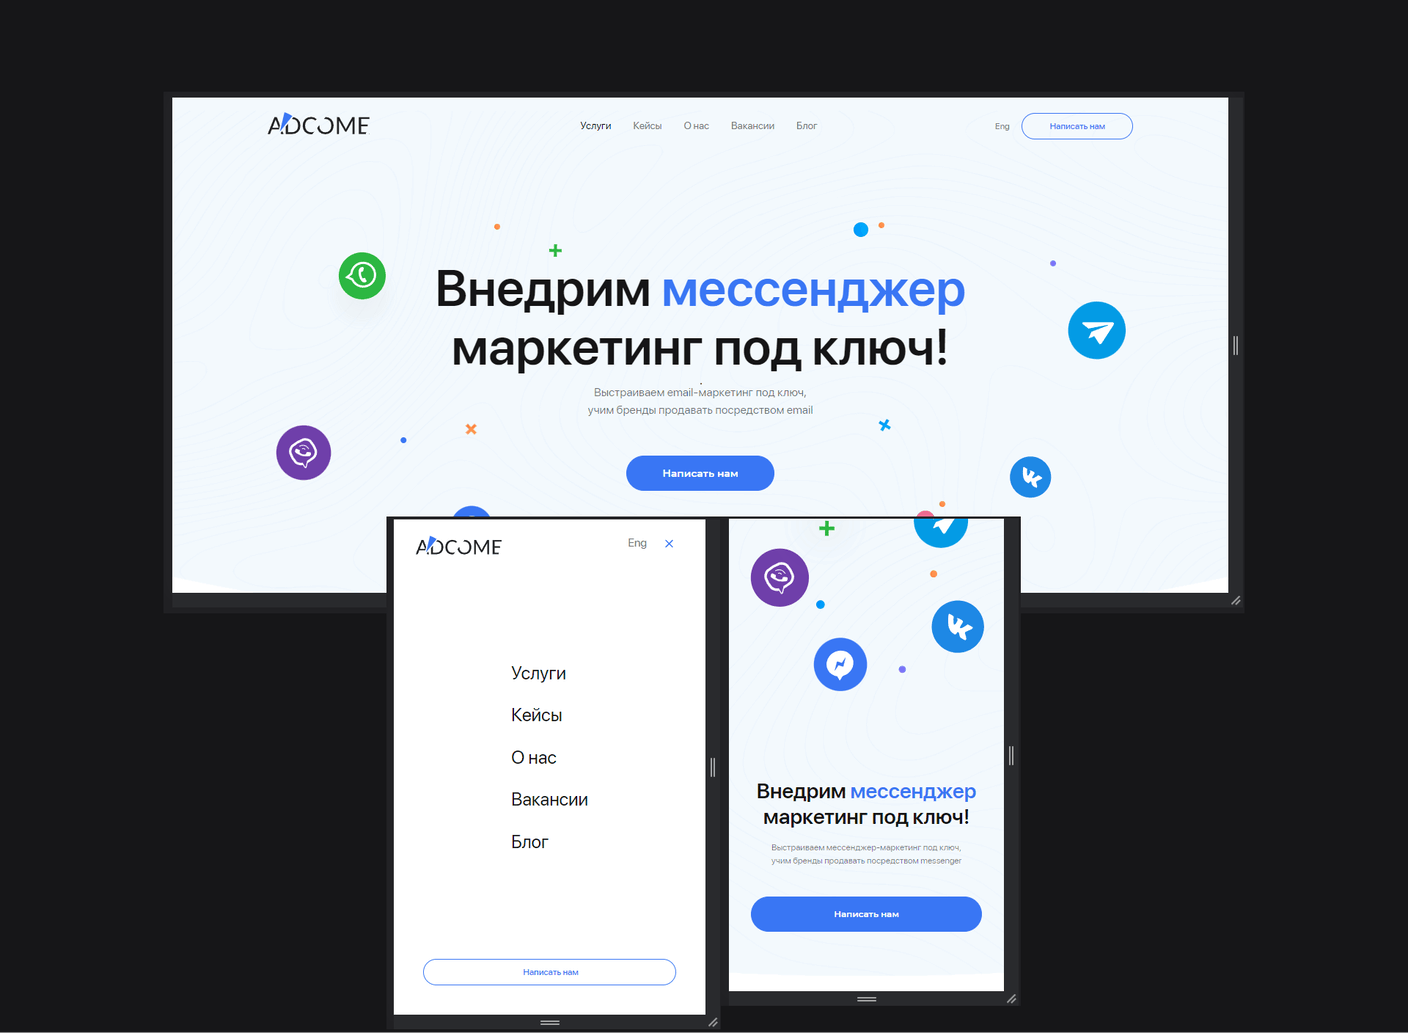 ADCOME
Услуги Кейсы О нас Вакансии Блог
Eng Написать нам
Внедрим мессенджер
маркетинг под ключ!
Выстраиваем email-маркетинг под ключ,
учим бренды продавать посредством email
Написать нам
ADCOME
Eng
Услуги
Кейсы
О нас
Вакансии
Блог
Написать нам
Внедрим мессенджер
маркетинг под ключ!
Выстраиваем мессенджер-маркетинг под ключ,
учим бренды продавать посредством messenger
Написать нам